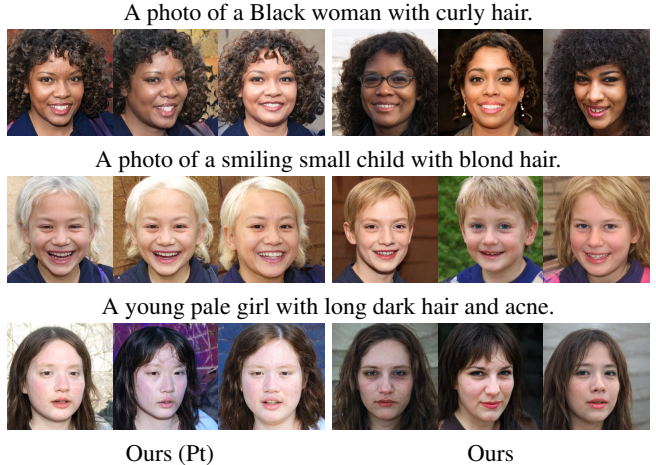 A photo of a Black woman with curly hair.
A photo of a smiling small child with blond hair.
A young pale girl with long dark hair and acne.
Ours (Pt) Ours